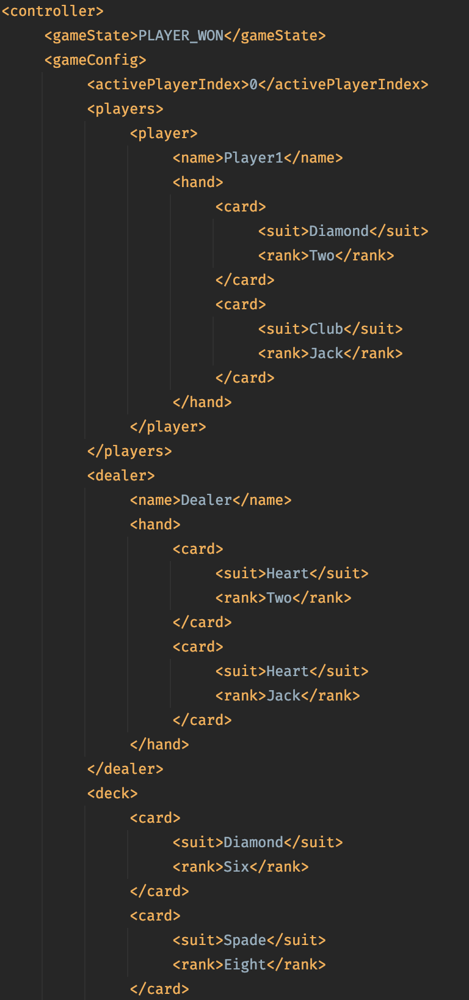 <controller>
<gameState>PLAYER_WON</gameState>
<gameConfig>
<activePlayerIndex>0</activePlayerIndex>
<players>
<player>
<name>Player1</name>
<hand>
<card>
<suit>Diamond</suit>
<rank>Two</rank>
</card>
<card>
<suit>Club</suit>
<rank>Jack</rank>
</card>
</hand>
</player>
</players>
<dealer>
<name>Dealer</name>
<hand>
<card>
<suit>Heart</suit>
<rank>Two</rank>
</card>
<card>
<suit>Heart</suit>
<rank>Jack</rank>
</card>
</hand>
</dealer>
<deck>
<card>
<suit>Diamond</suit>
<rank>Six</rank>
</card>
<card>
<suit>Spade</suit>
<rank>Eight</rank>
</card>